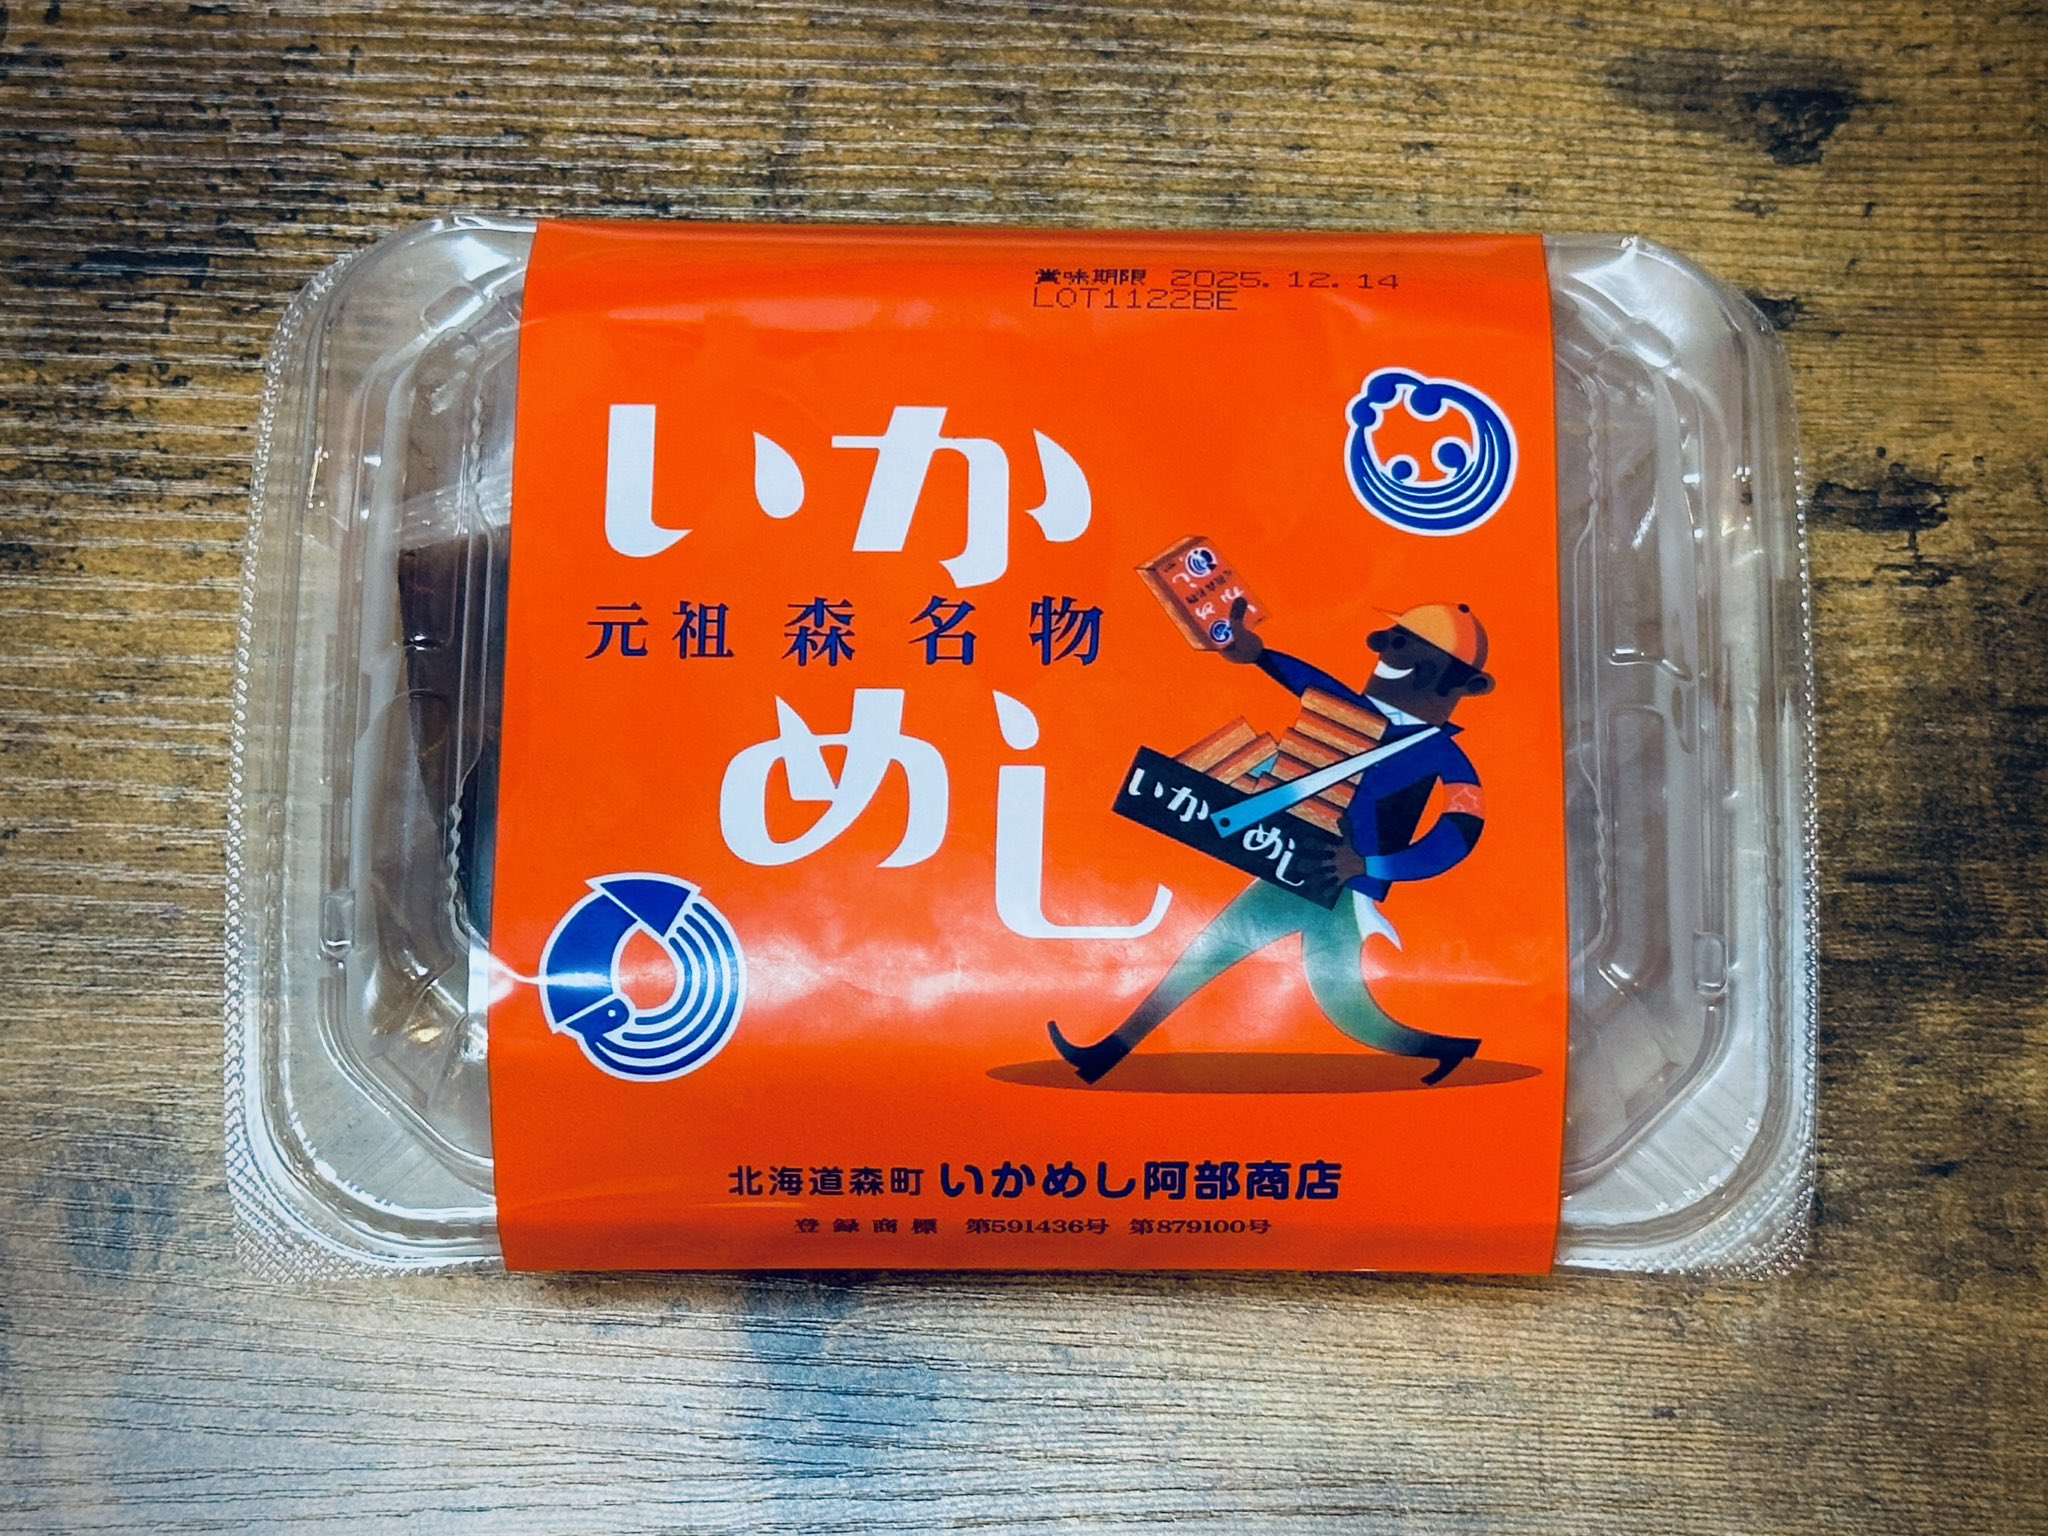 賞味期限 2025.12.14
LOT1122BE
いか
元祖 森名物
めし
いか めし
北海道森町 いかめし阿部商店
登録商標 第591436号 第879100号